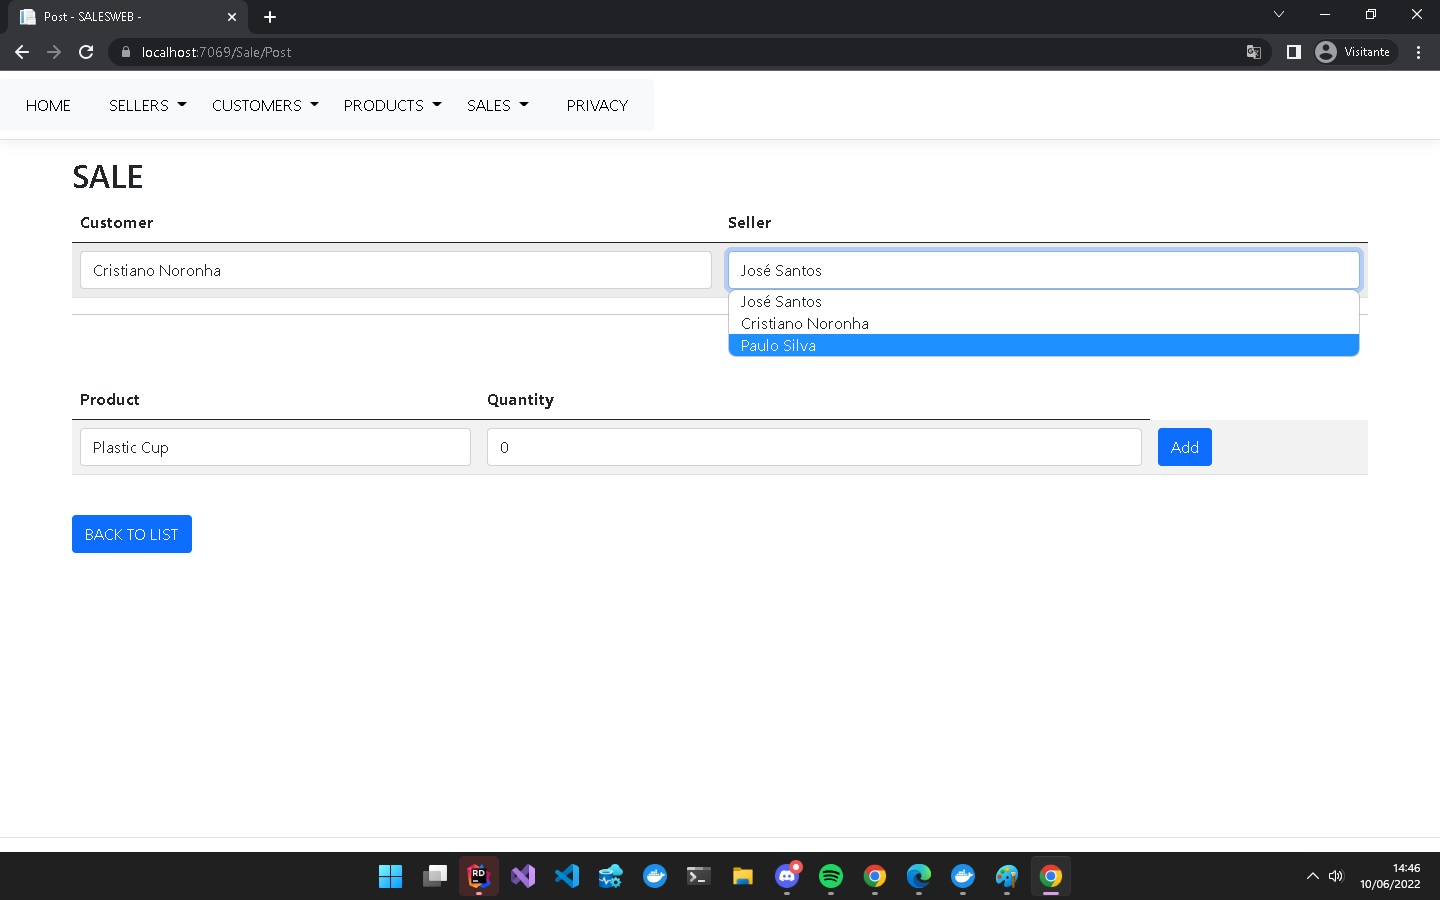 Post - SALESWEB -
localhost:7069/Sale/Post
Visitante
HOME SELLERS CUSTOMERS PRODUCTS SALES PRIVACY
SALE
Customer Seller
Cristiano Noronha José Santos
José Santos
Cristiano Noronha
Paulo Silva
Product Quantity
Plastic Cup 0 Add
BACK TO LIST
RD
14:46
10/06/2022